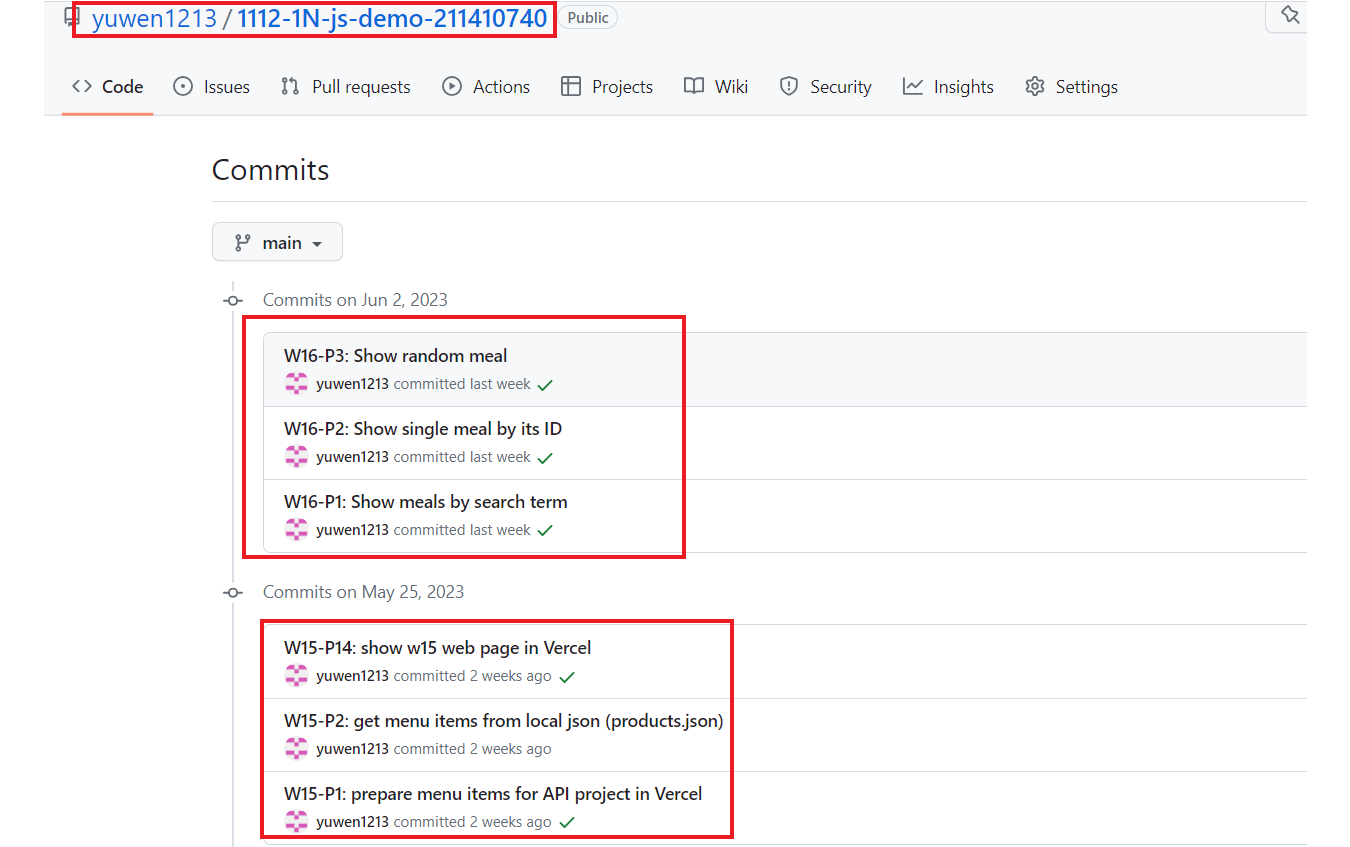 yuwen1213 / 1112-1N-js-demo-211410740 Public
Code Issues Pull requests Actions Projects Wiki Security Insights Settings
Commits
main
Commits on Jun 2, 2023
W16-P3: Show random meal
yuwen1213 committed last week
W16-P2: Show single meal by its ID
yuwen1213 committed last week
W16-P1: Show meals by search term
yuwen1213 committed last week
Commits on May 25, 2023
W15-P14: show w15 web page in Vercel
yuwen1213 committed 2 weeks ago
W15-P2: get menu items from local json (products.json)
yuwen1213 committed 2 weeks ago
W15-P1: prepare menu items for API project in Vercel
yuwen1213 committed 2 weeks ago